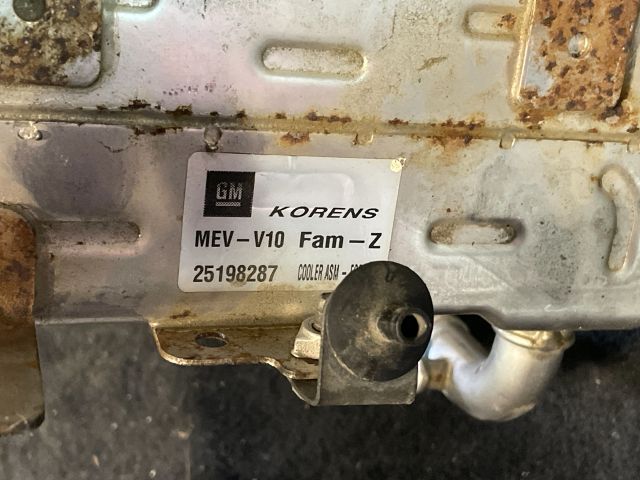 GM
KORENS
MEV-V10 Fam-Z
25198287 COOLER ASM -